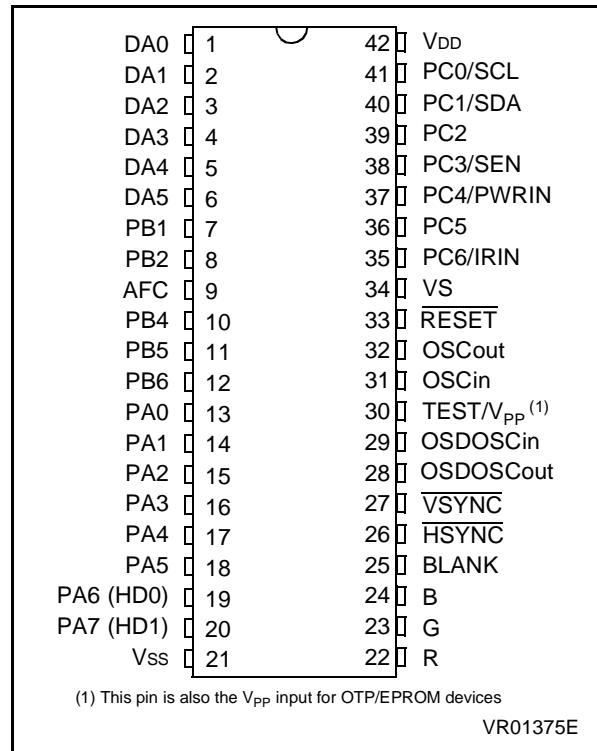 DA0 1 42 VDD
DA1 2 41 PC0/SCL
DA2 3 40 PC1/SDA
DA3 4 39 PC2
DA4 5 38 PC3/SEN
DA5 6 37 PC4/PWRIN
PB1 7 36 PC5
PB2 8 35 PC6/IRIN
AFC 9 34 VS
PB4 10 33 RESET
PB5 11 32 OSCout
PB6 12 31 OSCin
PA0 13 30 TEST/VPP (1)
PA1 14 29 OSDOSCin
PA2 15 28 OSDOSCout
PA3 16 27 VSYNC
PA4 17 26 HSYNC
PA5 18 25 BLANK
PA6 (HD0) 19 24 B
PA7 (HD1) 20 23 G
VSS 21 22 R
(1) This pin is also the VPP input for OTP/EPROM devices
VR01375E